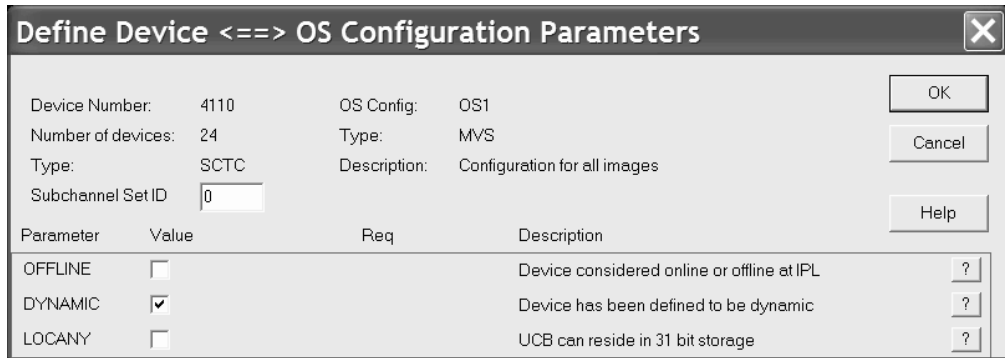 Define Device <==> OS Configuration Parameters
Device Number: 4110 OS Config: OS1 OK
Number of devices: 24 Type: MVS Cancel
Type: SCTC Description: Configuration for all images
Subchannel Set ID 0 Help
Parameter Value Req Description
OFFLINE Device considered online or offline at IPL ?
DYNAMIC Device has been defined to be dynamic ?
LOCANY UCB can reside in 31 bit storage ?